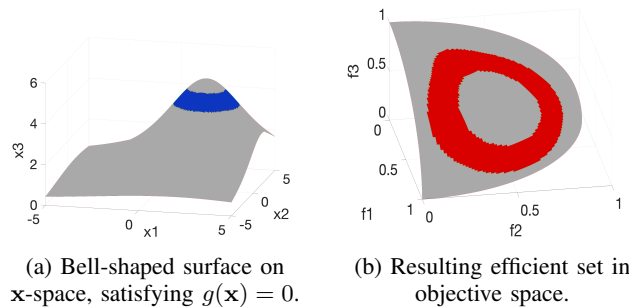 6
4
2
0
x3
-5
0
x1
5
-5
0
x2
5
1
0.5
0
f3
0
0.5
f1
1
0
0.5
f2
1
(a) Bell-shaped surface on
x-space, satisfying g(x) = 0.
(b) Resulting efficient set in
objective space.